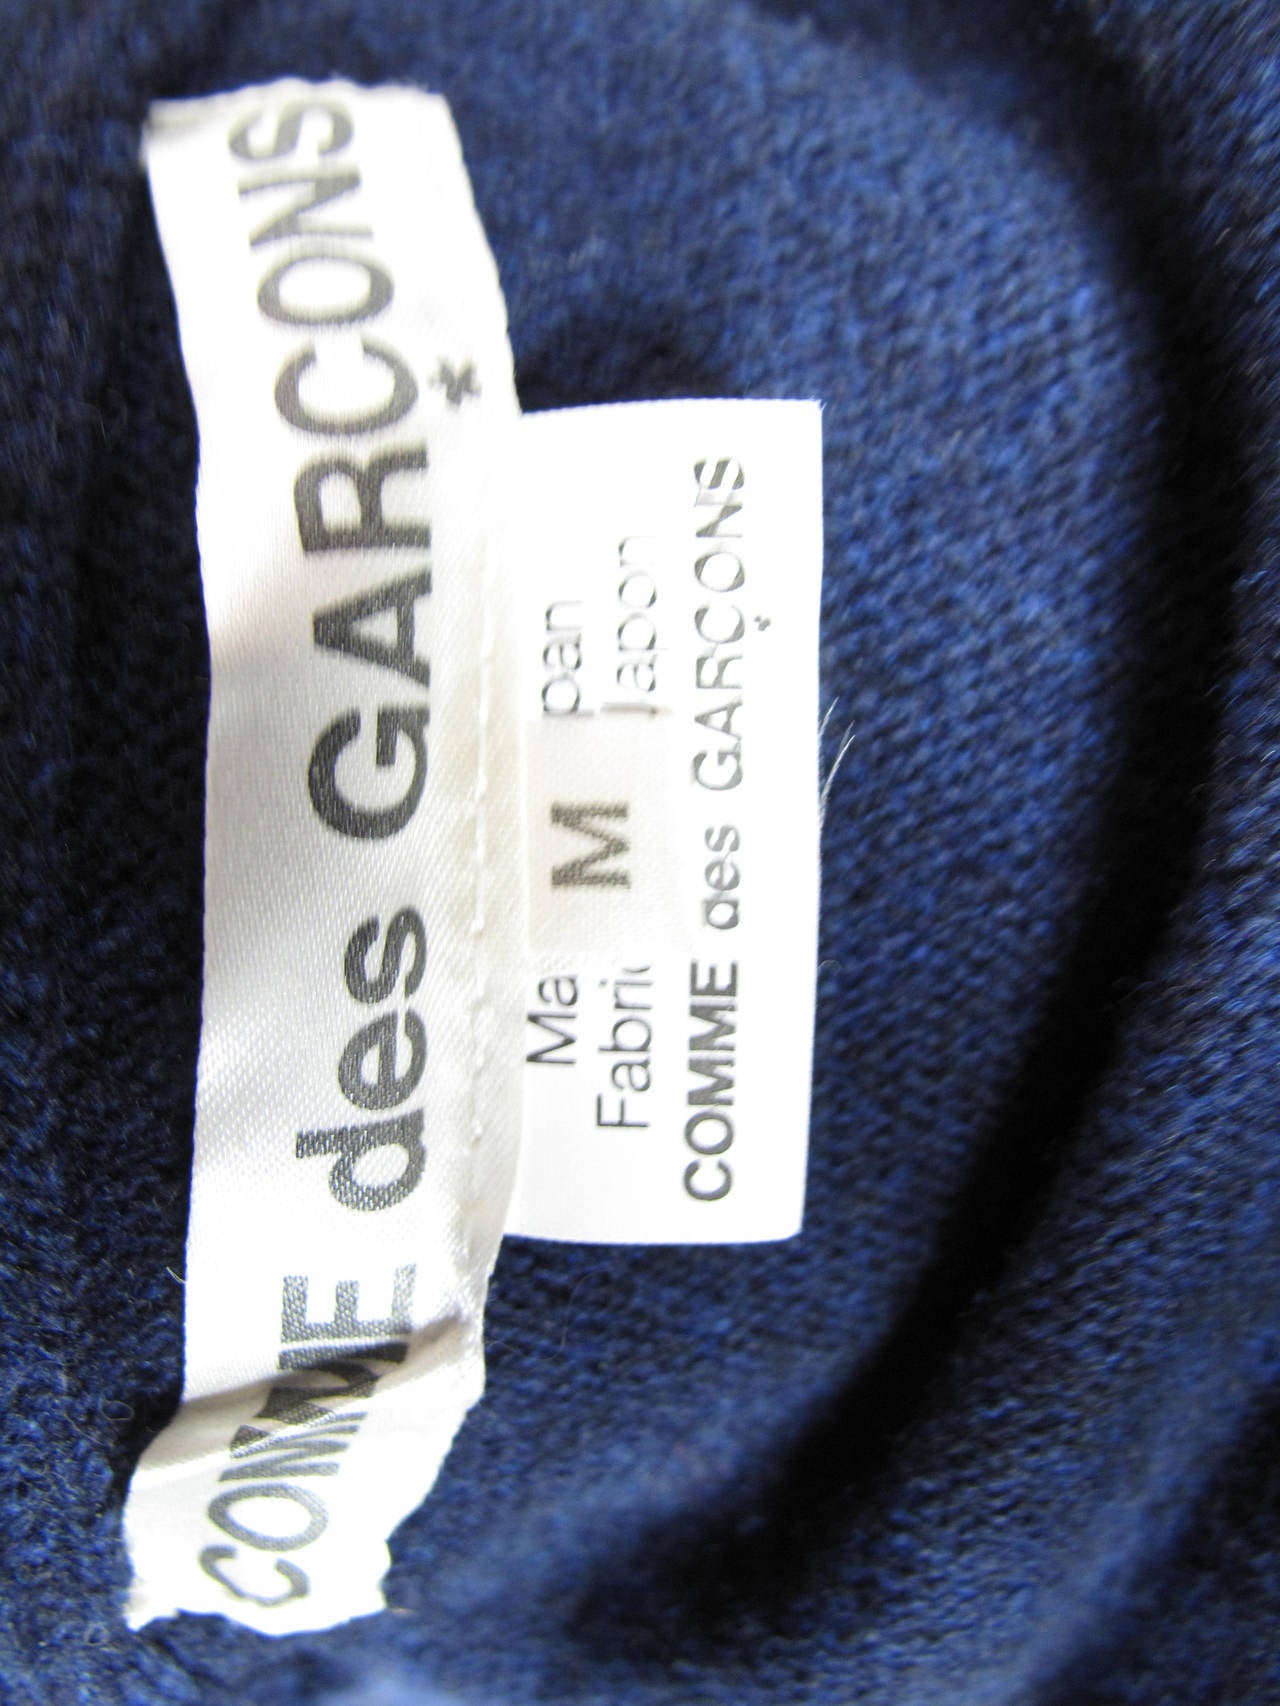 COMME des GARÇONS
*
M
Ma pan
Fabri Japon
COMME des GARÇONS
*